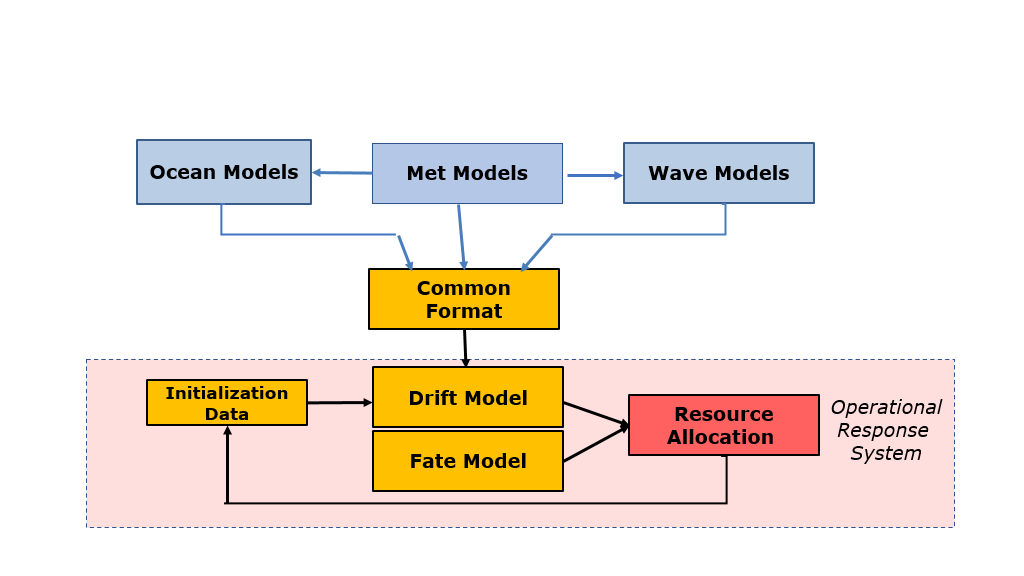 Ocean Models
Met Models
Wave Models
Common
Format
Initialization
Data
Drift Model
Fate Model
Resource
Allocation
Operational
Response
System